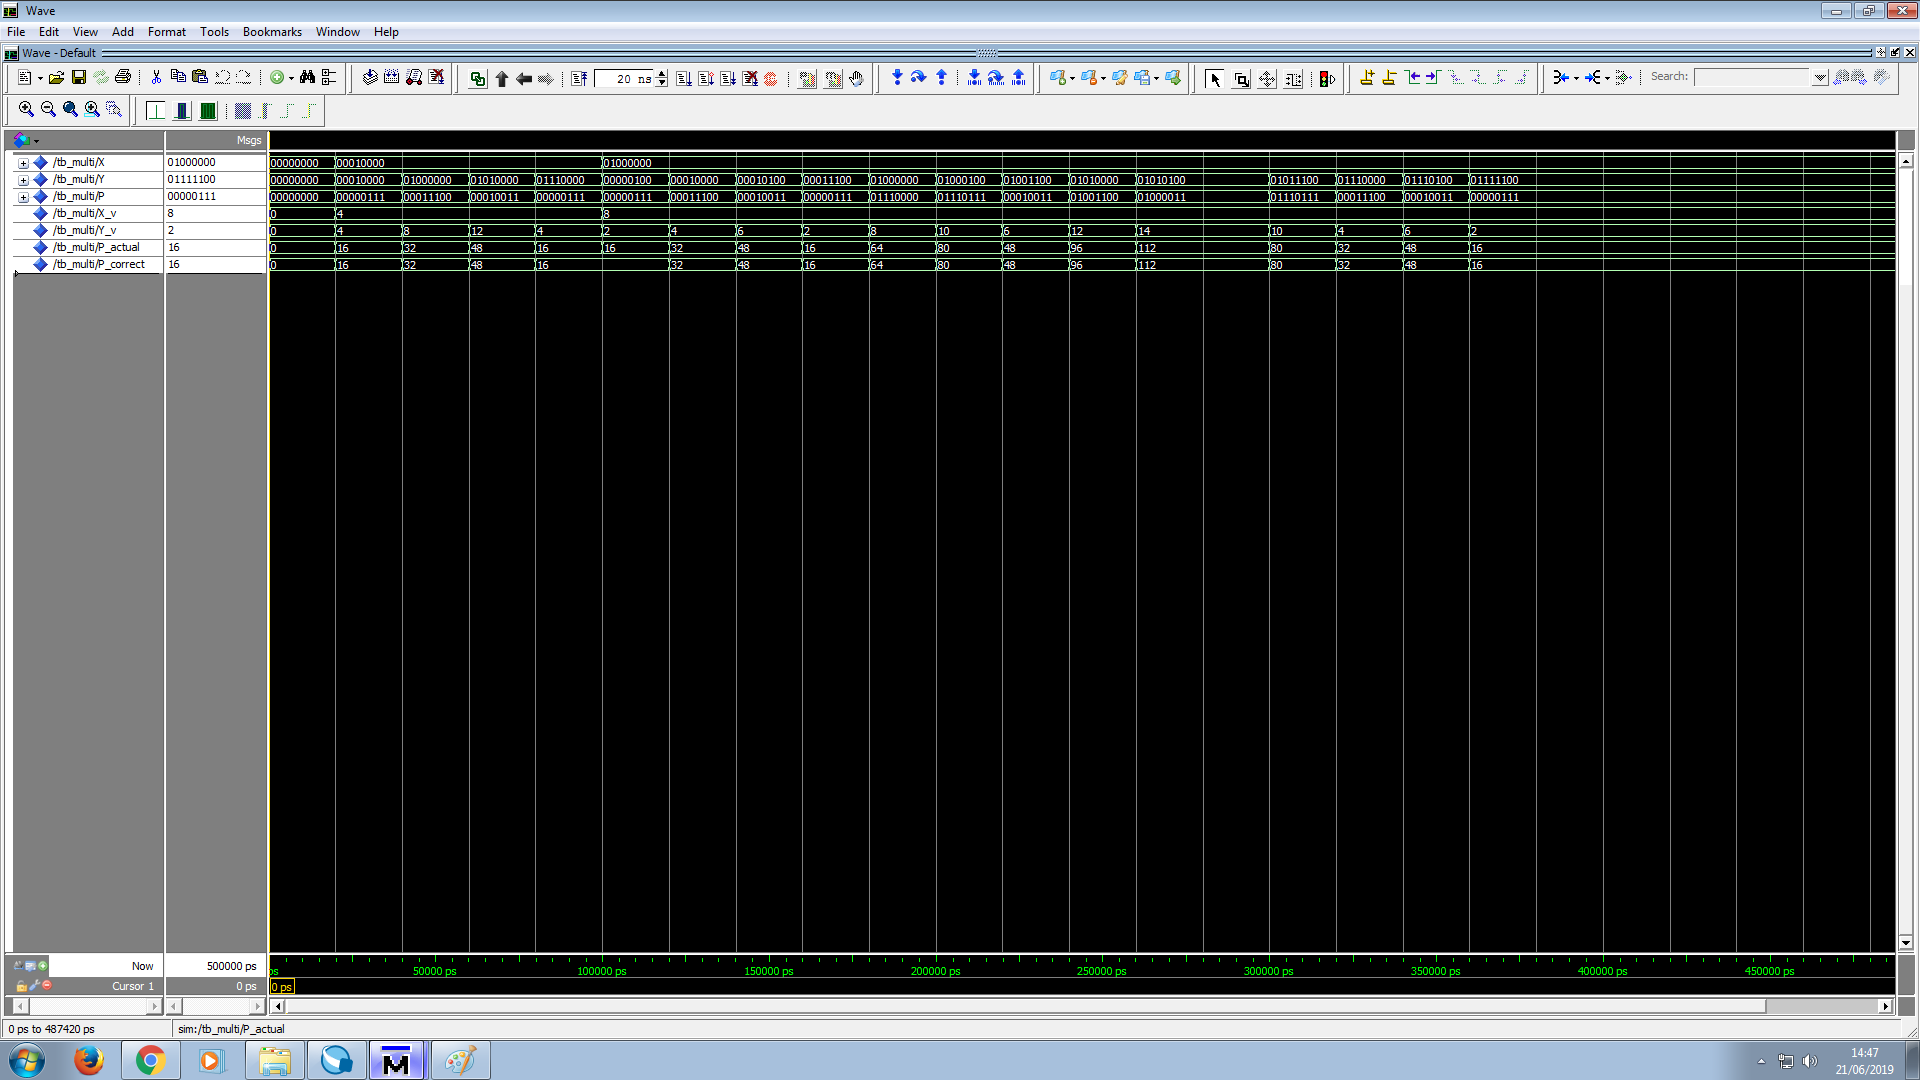 Wave
File Edit View Add Format Tools Bookmarks Window Help
Wave - Default
20 ns
Search:
Msgs
/tb_multi/X 01000000 00000000 00010000 01000000
/tb_multi/Y 01111100 00000000 00010000 01000000 01010000 01110000 00000100 00010000 00010100 00011100 01000000 01000100 01001100 01010000 01010100 01011100 01110000 01110100 01111100
/tb_multi/P 00000111 00000000 00000111 00011100 00010011 00000111 00000111 00011100 00010011 00000111 01110000 01110111 00010011 01001100 01000011 01110111 00011100 00010011 00000111
/tb_multi/X_v 8 0 4 8
/tb_multi/Y_v 2 0 4 8 12 4 2 4 6 2 8 10 6 12 14 10 4 6 2
/tb_multi/P_actual 16 0 16 32 48 16 16 32 48 16 64 80 48 96 112 80 32 48 16
/tb_multi/P_correct 16 0 16 32 48 16 32 48 16 64 80 48 96 112 80 32 48 16
Now 500000 ps ps 50000 ps 100000 ps 150000 ps 200000 ps 250000 ps 300000 ps 350000 ps 400000 ps 450000 ps
Cursor 1 0 ps 0 ps
0 ps to 487420 ps sim:/tb_multi/P_actual
14:47
21/06/2019